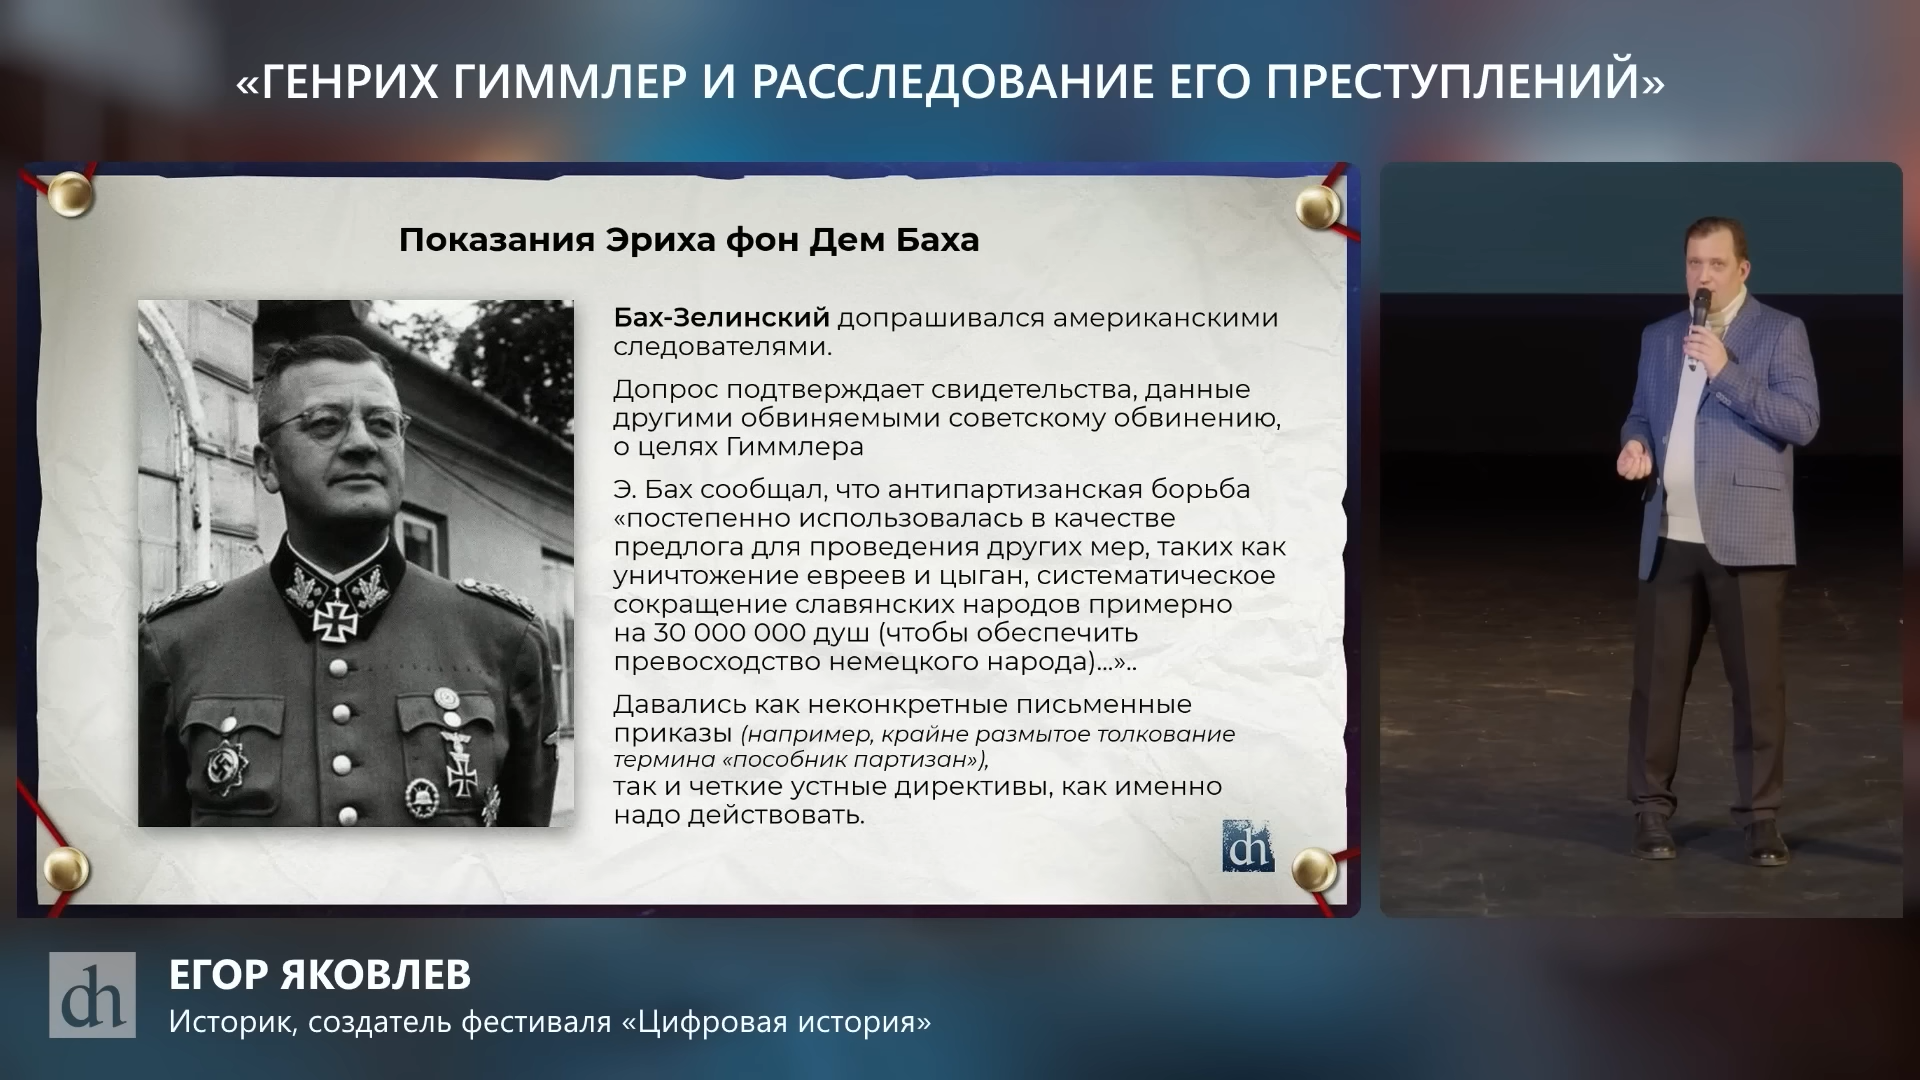 «ГЕНРИХ ГИММЛЕР И РАССЛЕДОВАНИЕ ЕГО ПРЕСТУПЛЕНИЙ»
Показания Эриха фон Дем Баха
Бах-Зелинский допрашивался американскими
следователями.
Допрос подтверждает свидетельства, данные
другими обвиняемыми советскому обвинению,
о целях Гиммлера
Э. Бах сообщал, что антипартизанская борьба
«постепенно использовалась в качестве
предлога для проведения других мер, таких как
уничтожение евреев и цыган, систематическое
сокращение славянских народов примерно
на 30 000 000 душ (чтобы обеспечить
превосходство немецкого народа)...»..
Давались как неконкретные письменные
приказы (например, крайне размытое толкование
термина «пособник партизан»),
так и четкие устные директивы, как именно
надо действовать.
dh
dh
ЕГОР ЯКОВЛЕВ
Историк, создатель фестиваля «Цифровая история»